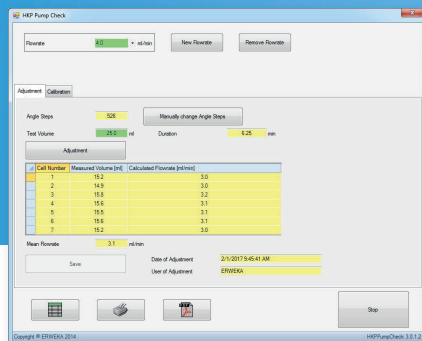 HKP Pump Check
Flowrate 4.0 ml/min New Flowrate Remove Flowrate
Adjustment Calibration
Angle Steps 528 Manually change Angle Steps
Test Volume 25.0 ml Duration 6.25 min
Adjustment
Cell Number Measured Volume [ml] Calculated Flowrate [ml/min]
1 15.2 3.0
2 14.9 3.0
3 15.8 3.2
4 15.6 3.1
5 15.5 3.1
6 15.6 3.1
7 15.2 3.0
Mean Flowrate 3.1 ml/min
Save Date of Adjustment 2/1/2017 9:45:41 AM
User of Adjustment ERWEKA
Stop
Copyright © ERWEKA 2014 HKPPumpCheck: 3.0.1.2